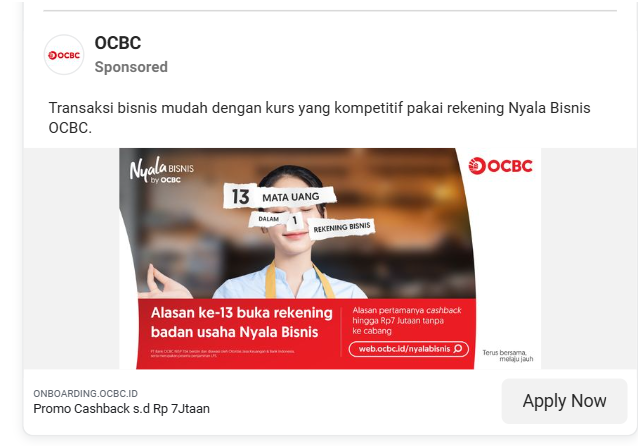 OCBC
OCBC
Sponsored
Transaksi bisnis mudah dengan kurs yang kompetitif pakai rekening Nyala Bisnis
OCBC.
Nyala BISNIS
by OCBC
OCBC
13 MATA UANG
DALAM 1 REKENING BISNIS
Alasan ke-13 buka rekening
badan usaha Nyala Bisnis
Alasan pertamanya cashback
hingga Rp7 Jutaan tanpa
ke cabang
web.ocbc.id/nyalabisnis
Terus bersama,
melaju jauh
ONBOARDING.OCBC.ID
Promo Cashback s.d Rp 7Jtaan
Apply Now